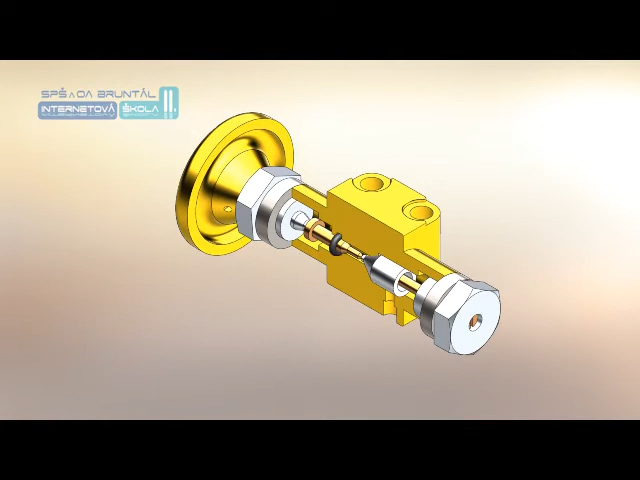 SPŠ A OA BRUNTÁL
INTERNETOVÁ ŠKOLA II.